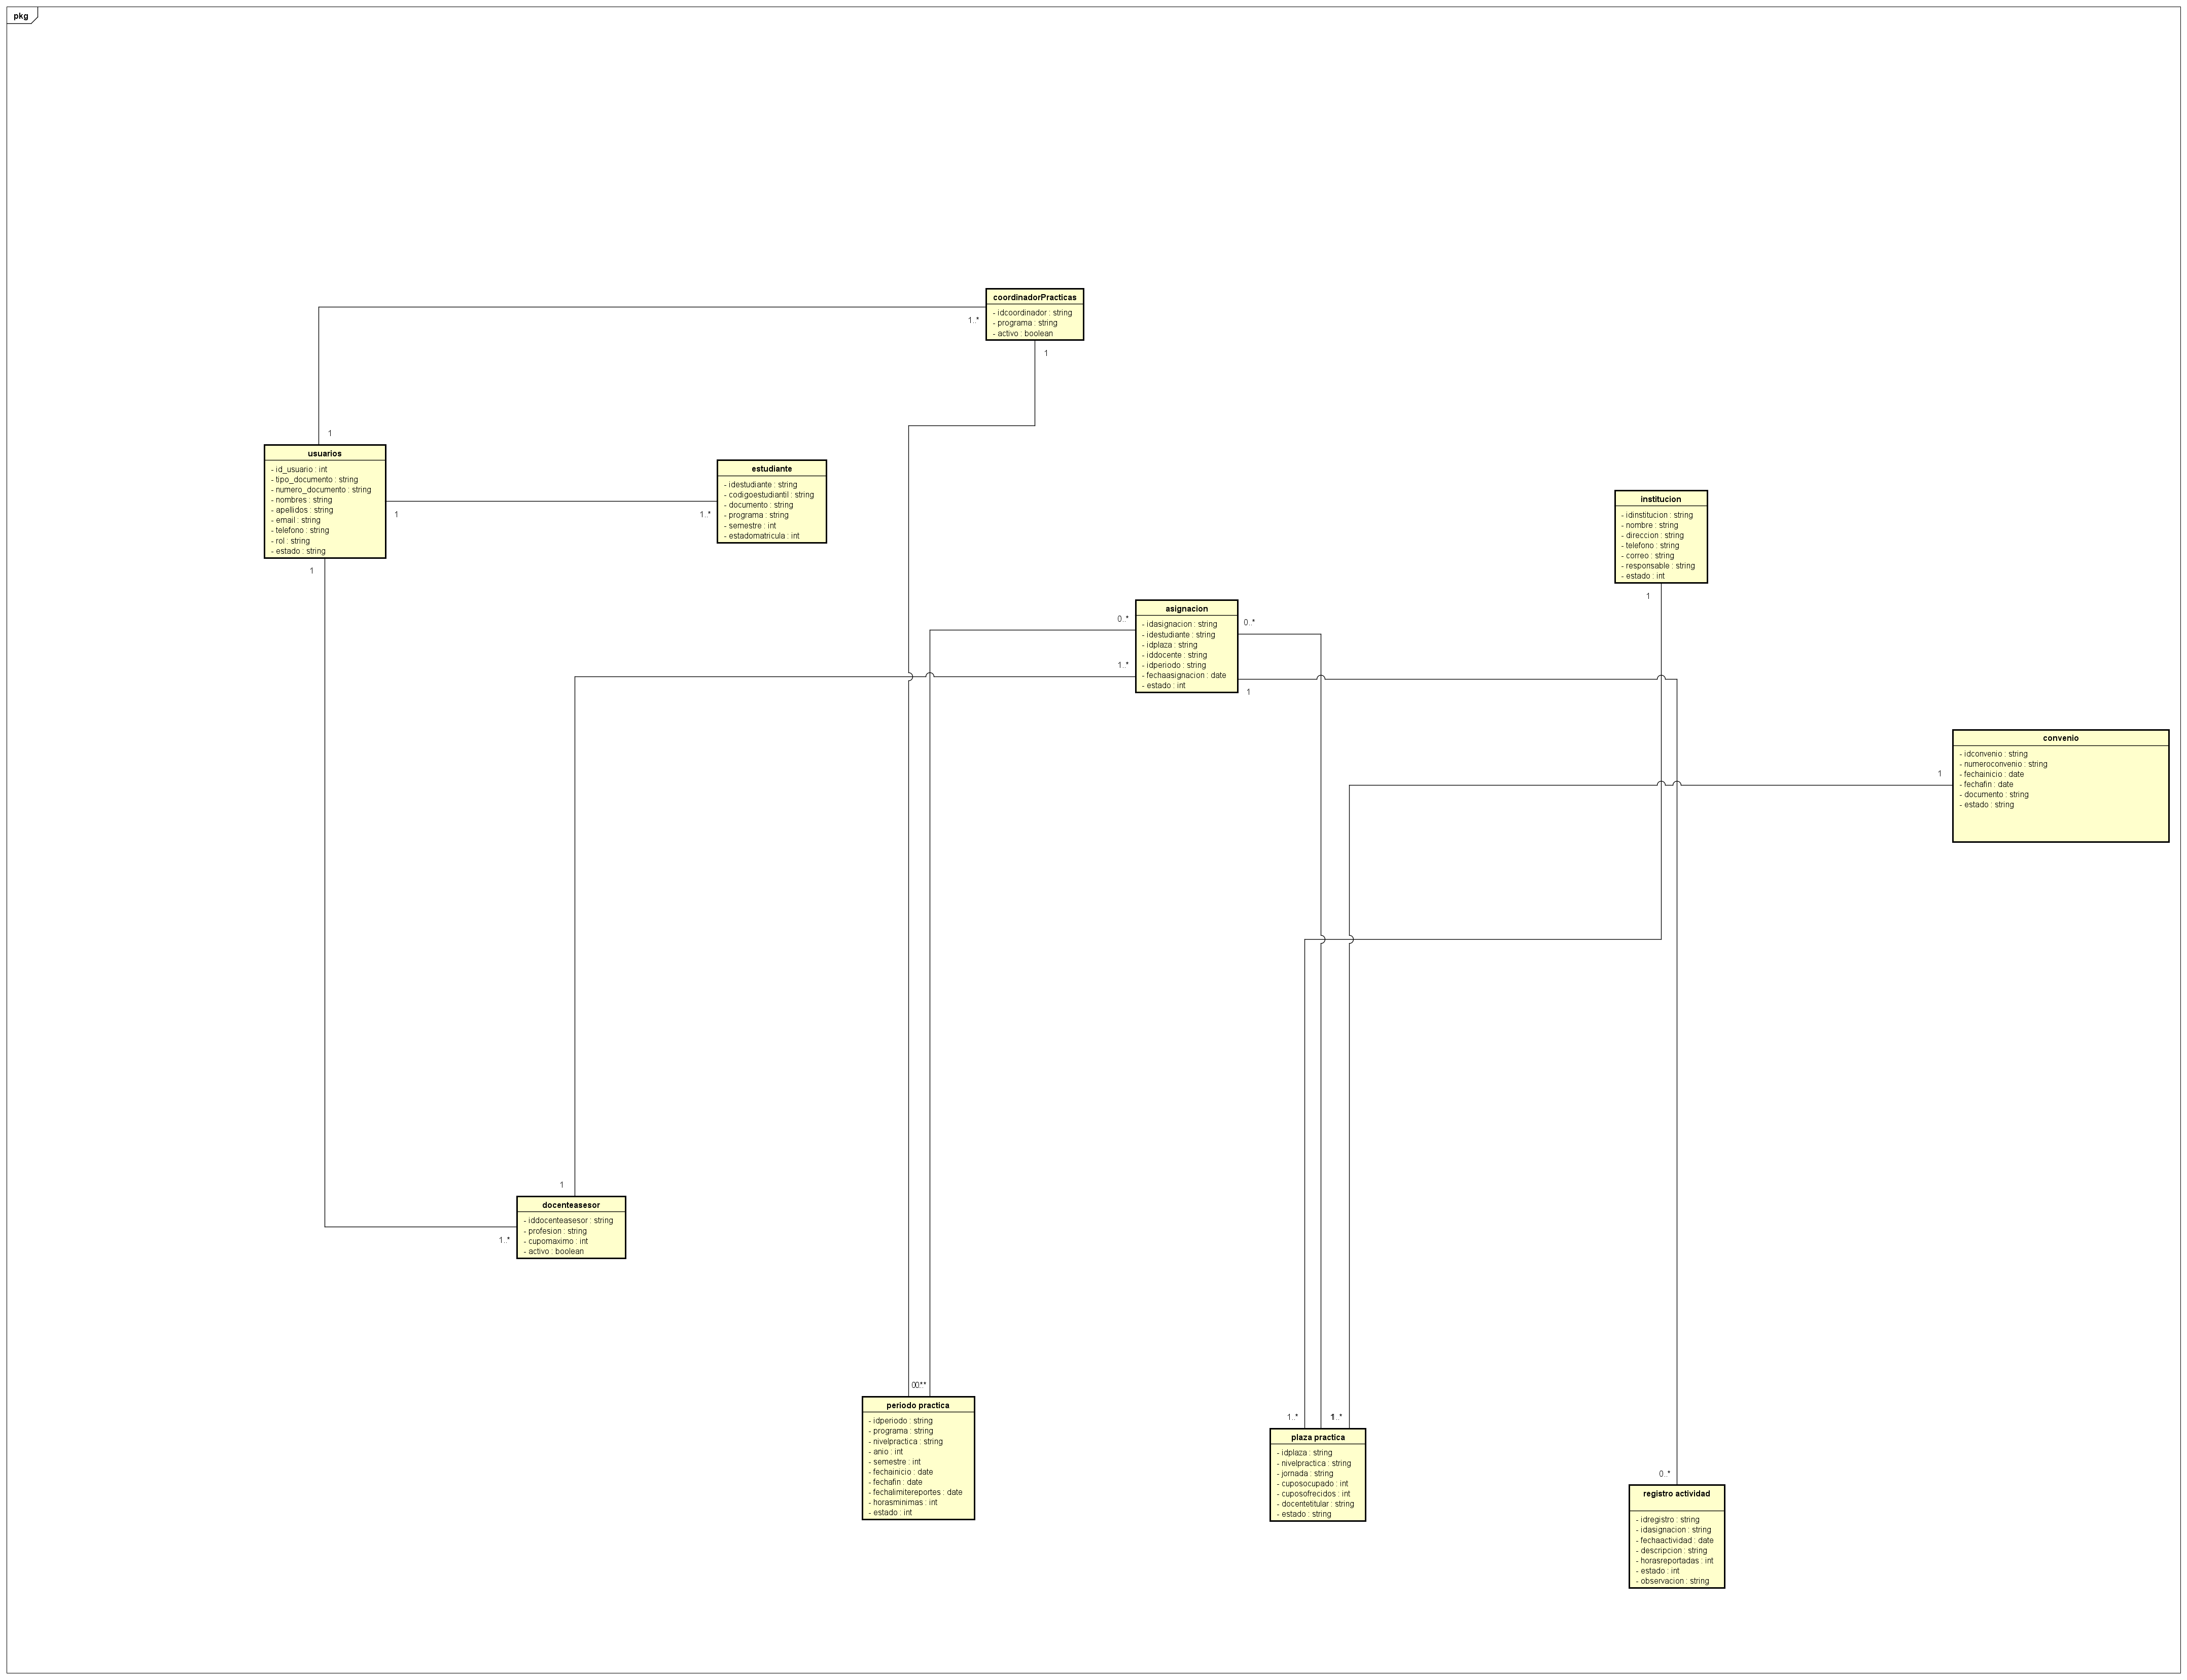 pkg
coordinadorPracticas
- idcoordinador : string
- programa : string
- activo : boolean
1..*
1
1
usuarios
- id_usuario : int
- tipo_documento : string
- numero_documento : string
- nombres : string
- apellidos : string
- email : string
- telefono : string
- rol : string
- estado : string
1
1..*
1
estudiante
- idestudiante : string
- codigoestudiantil : string
- documento : string
- programa : string
- semestre : int
- estadomatricula : int
institucion
- idinstitucion : string
- nombre : string
- direccion : string
- telefono : string
- correo : string
- responsable : string
- estado : int
1
asignacion
- idasignacion : string
- idestudiante : string
- idplaza : string
- iddocente : string
- idperiodo : string
- fechaasignacion : date
- estado : int
0..*
0..*
1..*
1
convenio
- idconvenio : string
- numeroconvenio : string
- fechainicio : date
- fechafin : date
- documento : string
- estado : string
1
1
docenteasesor
- iddocenteasesor : string
- profesion : string
- cupomaximo : int
- activo : boolean
1..*
periodo practica
- idperiodo : string
- programa : string
- nivelpractica : string
- anio : int
- semestre : int
- fechainicio : date
- fechafin : date
- fechalimitereportes : date
- horasminimas : int
- estado : int
1..*
1..*
plaza practica
- idplaza : string
- nivelpractica : string
- jornada : string
- cuposocupado : int
- cuposofrecidos : int
- docentetitular : string
- estado : string
0..*
registro actividad
- idregistro : string
- idasignacion : string
- fechaactividad : date
- descripcion : string
- horasreportadas : int
- estado : int
- observacion : string